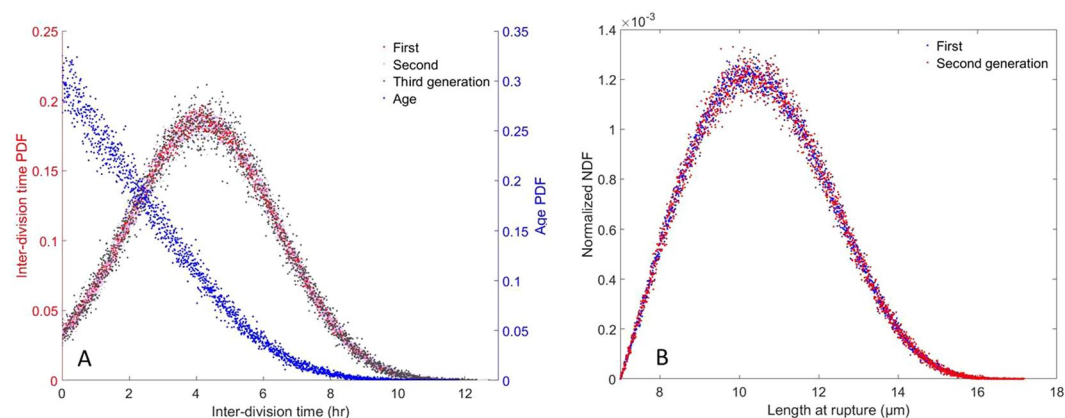 0.25
0.2
0.15
0.1
0.05
0
Inter-division time PDF
0 2 4 6 8 10 12
Inter-division time (hr)
0.35
0.3
0.25
0.2
0.15
0.1
0.05
0
Age PDF
First
Second
Third generation
Age
A
×10⁻³
1.4
1.2
1
0.8
0.6
0.4
0.2
0
Normalized NDF
8 10 12 14 16 18
Length at rupture (µm)
First
Second generation
B